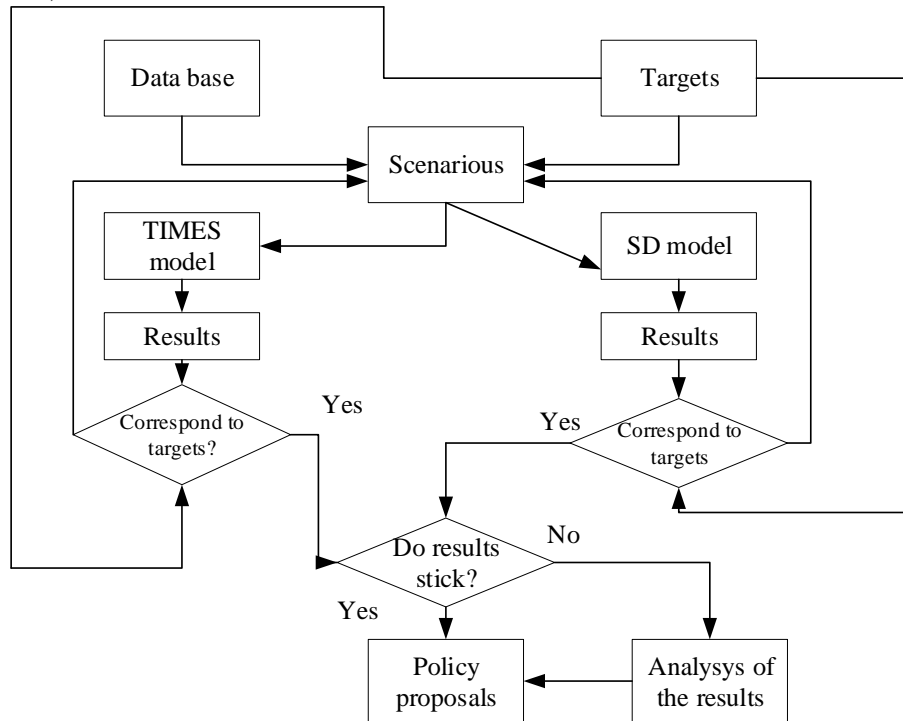 Data base
Targets
Scenarious
TIMES
model
SD model
Results
Results
Correspond to
targets?
Yes
Yes
Correspond to
targets
Do results
stick?
No
Yes
Policy
proposals
Analysys of
the results